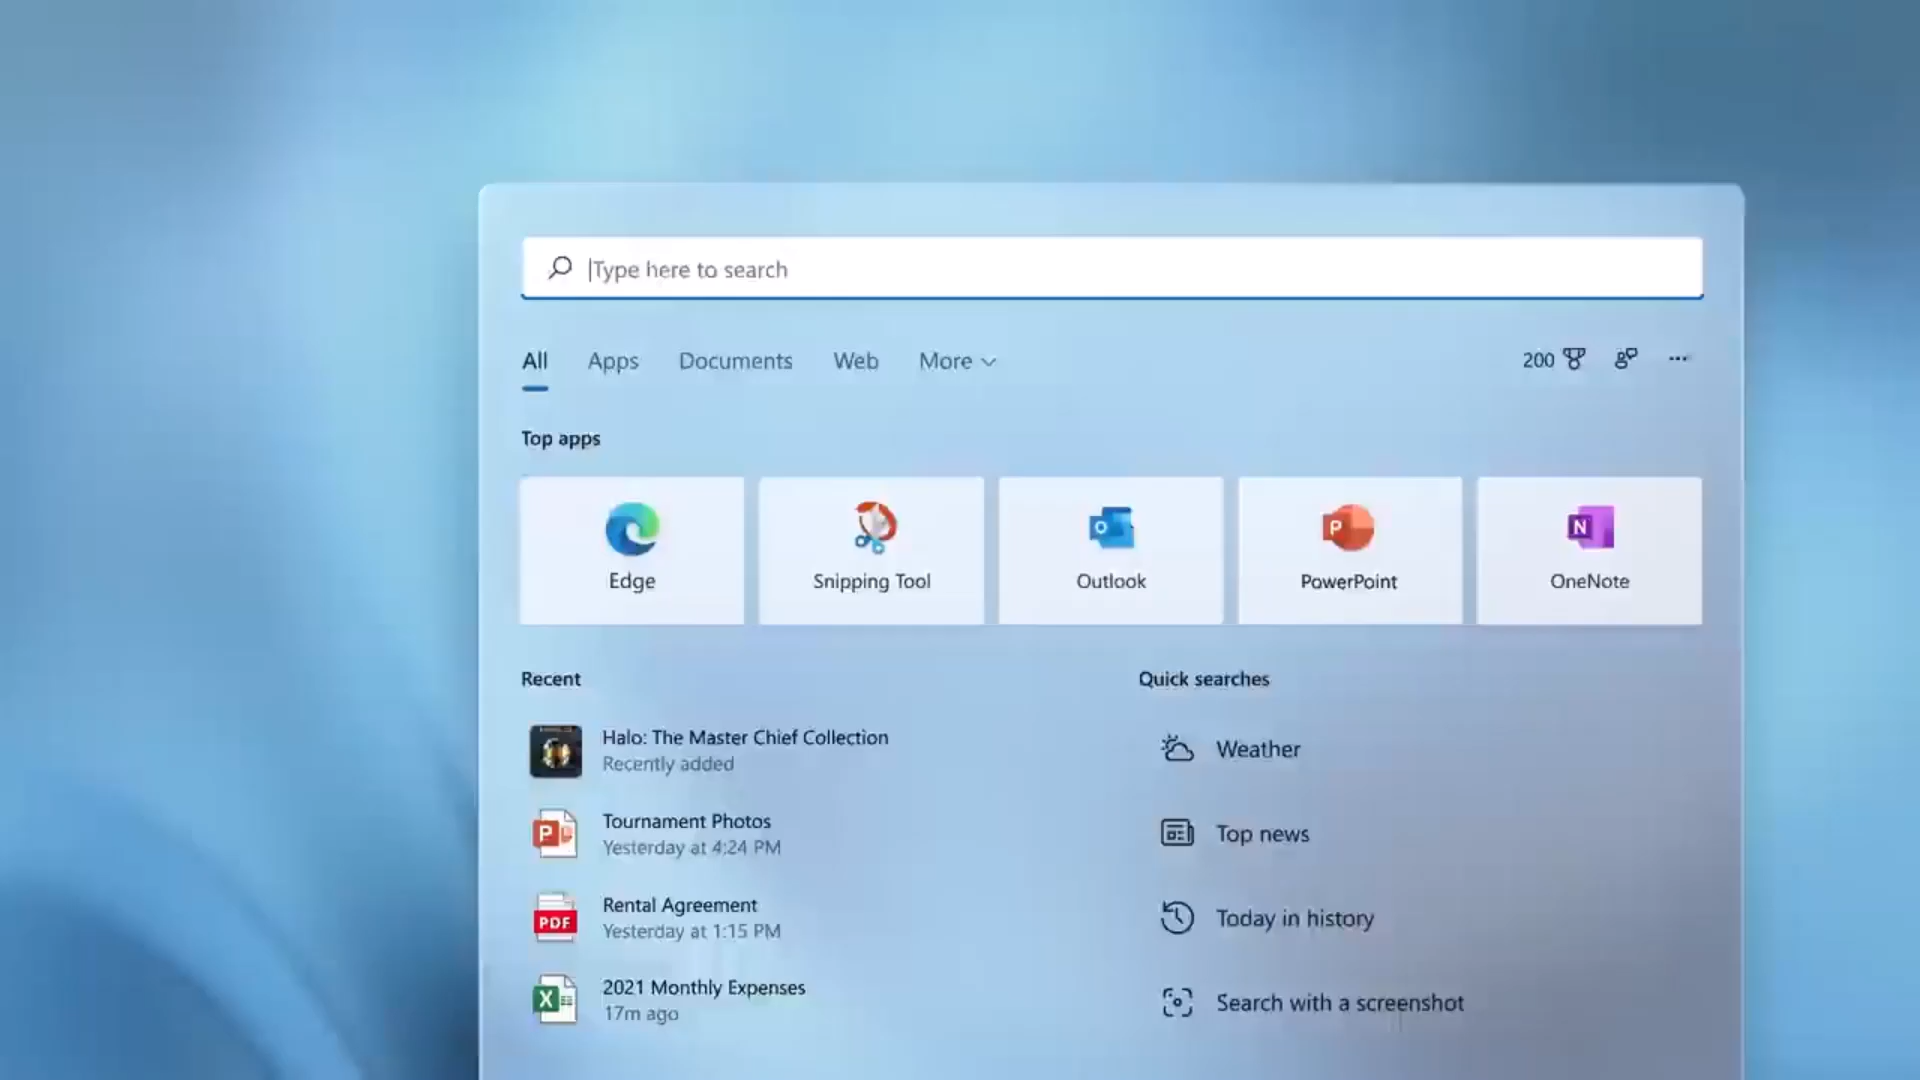 Type here to search
All Apps Documents Web More
200
Top apps
Edge Snipping Tool Outlook PowerPoint OneNote
Recent
Halo: The Master Chief Collection
Recently added
Tournament Photos
Yesterday at 4:24 PM
PDF
Rental Agreement
Yesterday at 1:15 PM
2021 Monthly Expenses
17m ago
Quick searches
Weather
Top news
Today in history
Search with a screenshot